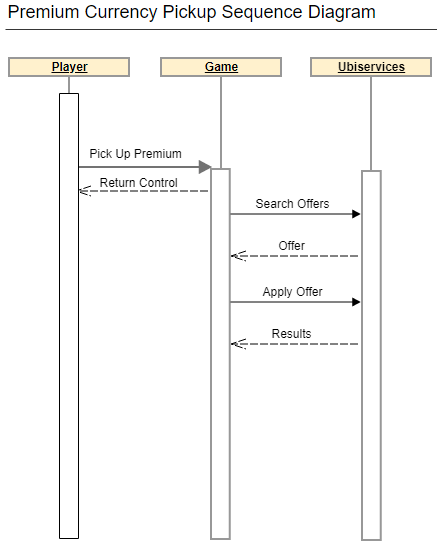 Premium Currency Pickup Sequence Diagram
Player
Game
Ubiservices
Pick Up Premium
Return Control
Search Offers
Offer
Apply Offer
Results